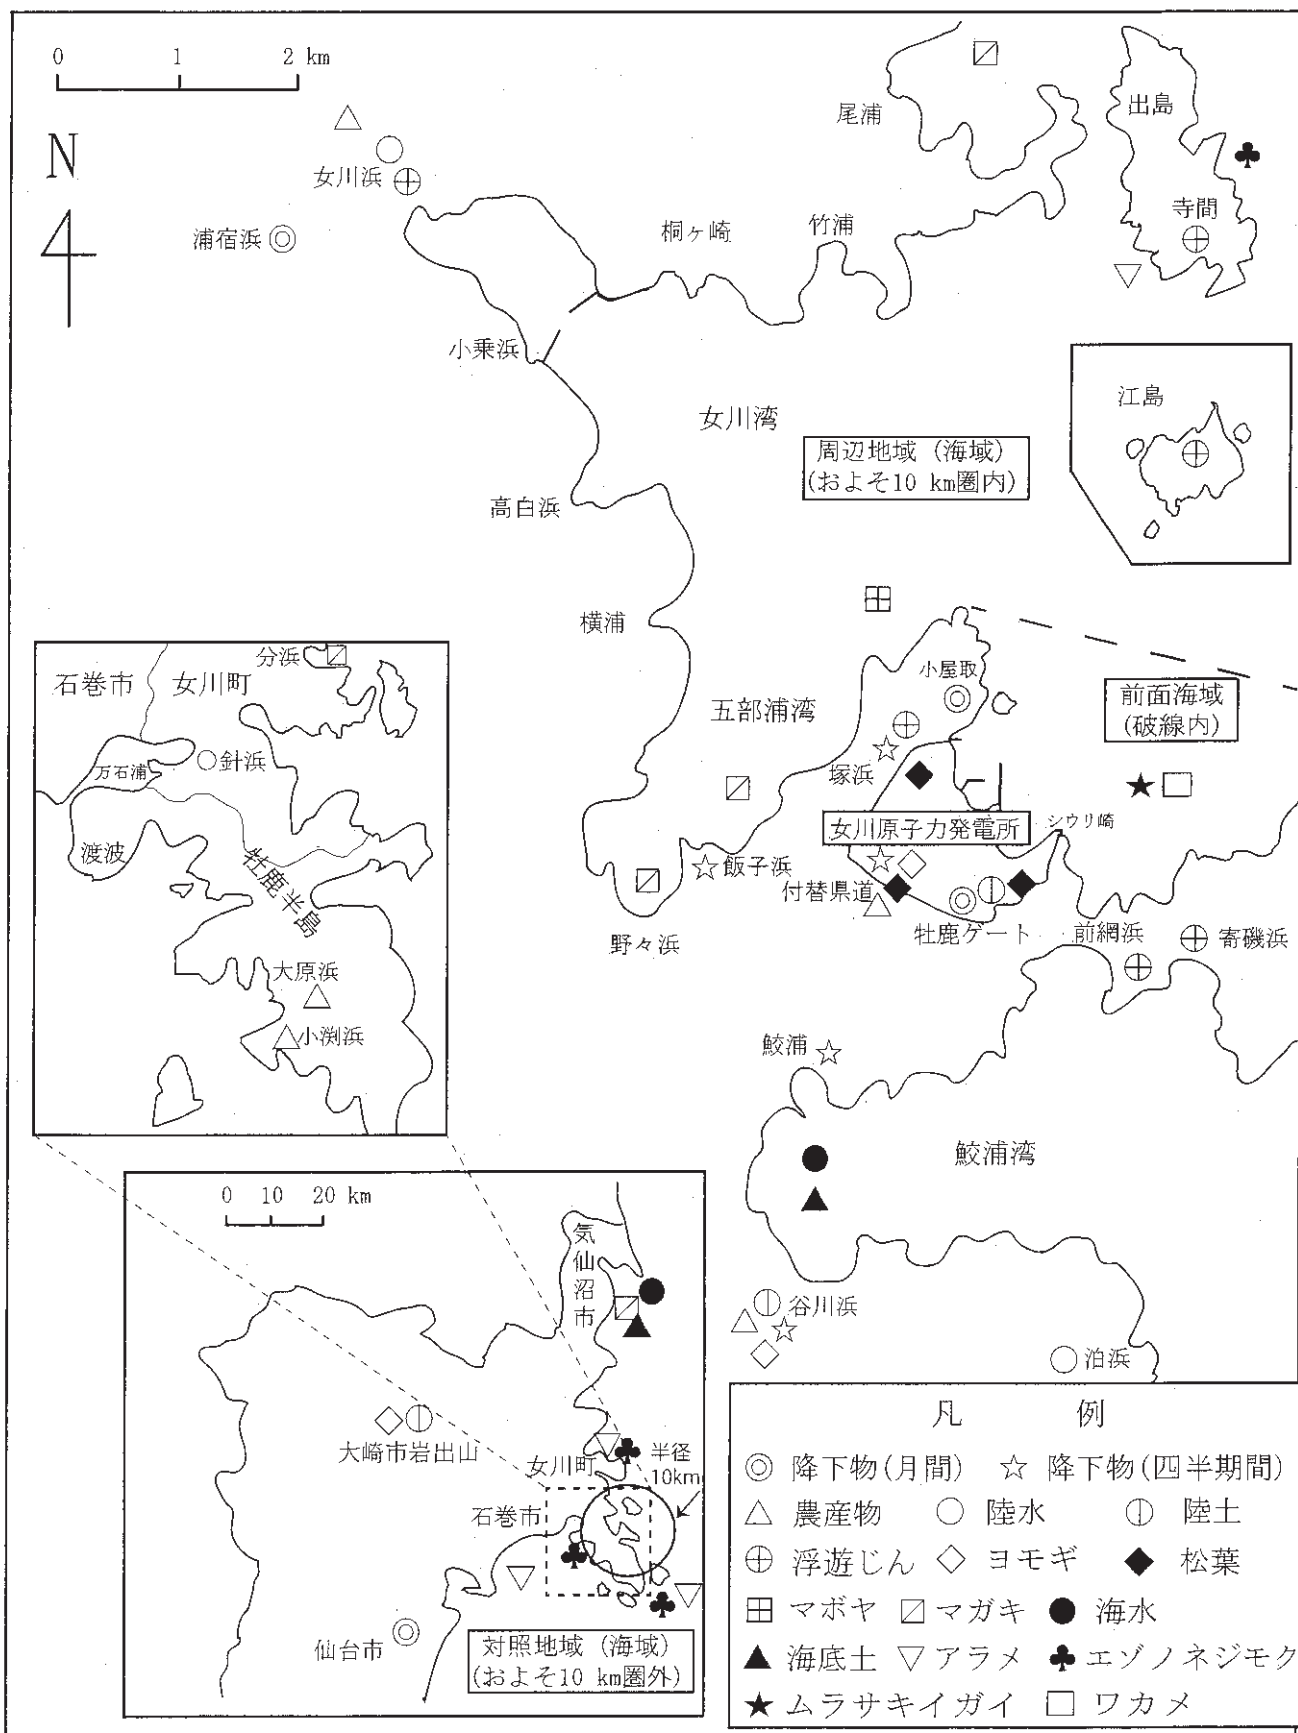 0 1 2 km
N
尾浦
出島
女川浜
寺間
浦宿浜
桐ヶ崎
竹浦
小乗浜
江島
女川湾
周辺地域 (海域)
(およそ10 km圏内)
高白浜
横浦
小屋取
前面海域
(破線内)
五部浦湾
塚浜
女川原子力発電所
シウリ崎
飯子浜
付替県道
野々浜
牡鹿ゲート
前網浜
寄磯浜
鮫浦
鮫浦湾
谷川浜
泊浜
分浜
石巻市
女川町
針浜
万石浦
渡波
牡鹿半島
大原浜
小渕浜
0 10 20 km
気仙沼市
大崎市岩出山
女川町
半径
10km
石巻市
仙台市
対照地域 (海域)
(およそ10 km圏外)
凡 例
◎ 降下物(月間) ☆ 降下物(四半期間)
△ 農産物 ○ 陸水 陸土
⊕ 浮遊じん ◇ ヨモギ ◆ 松葉
⊞ マボヤ マガキ ● 海水
▲ 海底土 ▽ アラメ ♣ エゾノネジモク
★ ムラサキイガイ □ ワカメ